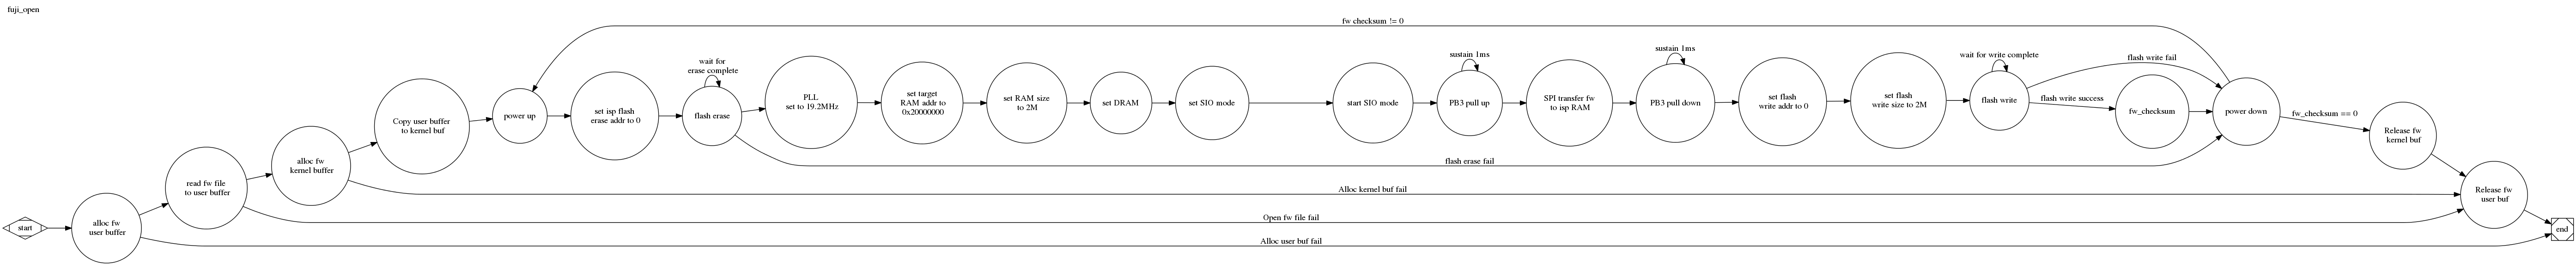 fuji_open
fw checksum != 0
start
alloc fw
user buffer
read fw file
to user buffer
alloc fw
kernel buffer
Copy user buffer
to kernel buf
power up
set isp flash
erase addr to 0
wait for
erase complete
flash erase
PLL
set to 19.2MHz
set target
RAM addr to
0x20000000
set RAM size
to 2M
set DRAM
set SIO mode
start SIO mode
sustain 1ms
PB3 pull up
SPI transfer fw
to isp RAM
sustain 1ms
PB3 pull down
set flash
write addr to 0
set flash
write size to 2M
wait for write complete
flash write
flash write fail
flash write success
fw_checksum
power down
fw_checksum == 0
Release fw
kernel buf
Release fw
user buf
end
flash erase fail
Alloc kernel buf fail
Open fw file fail
Alloc user buf fail